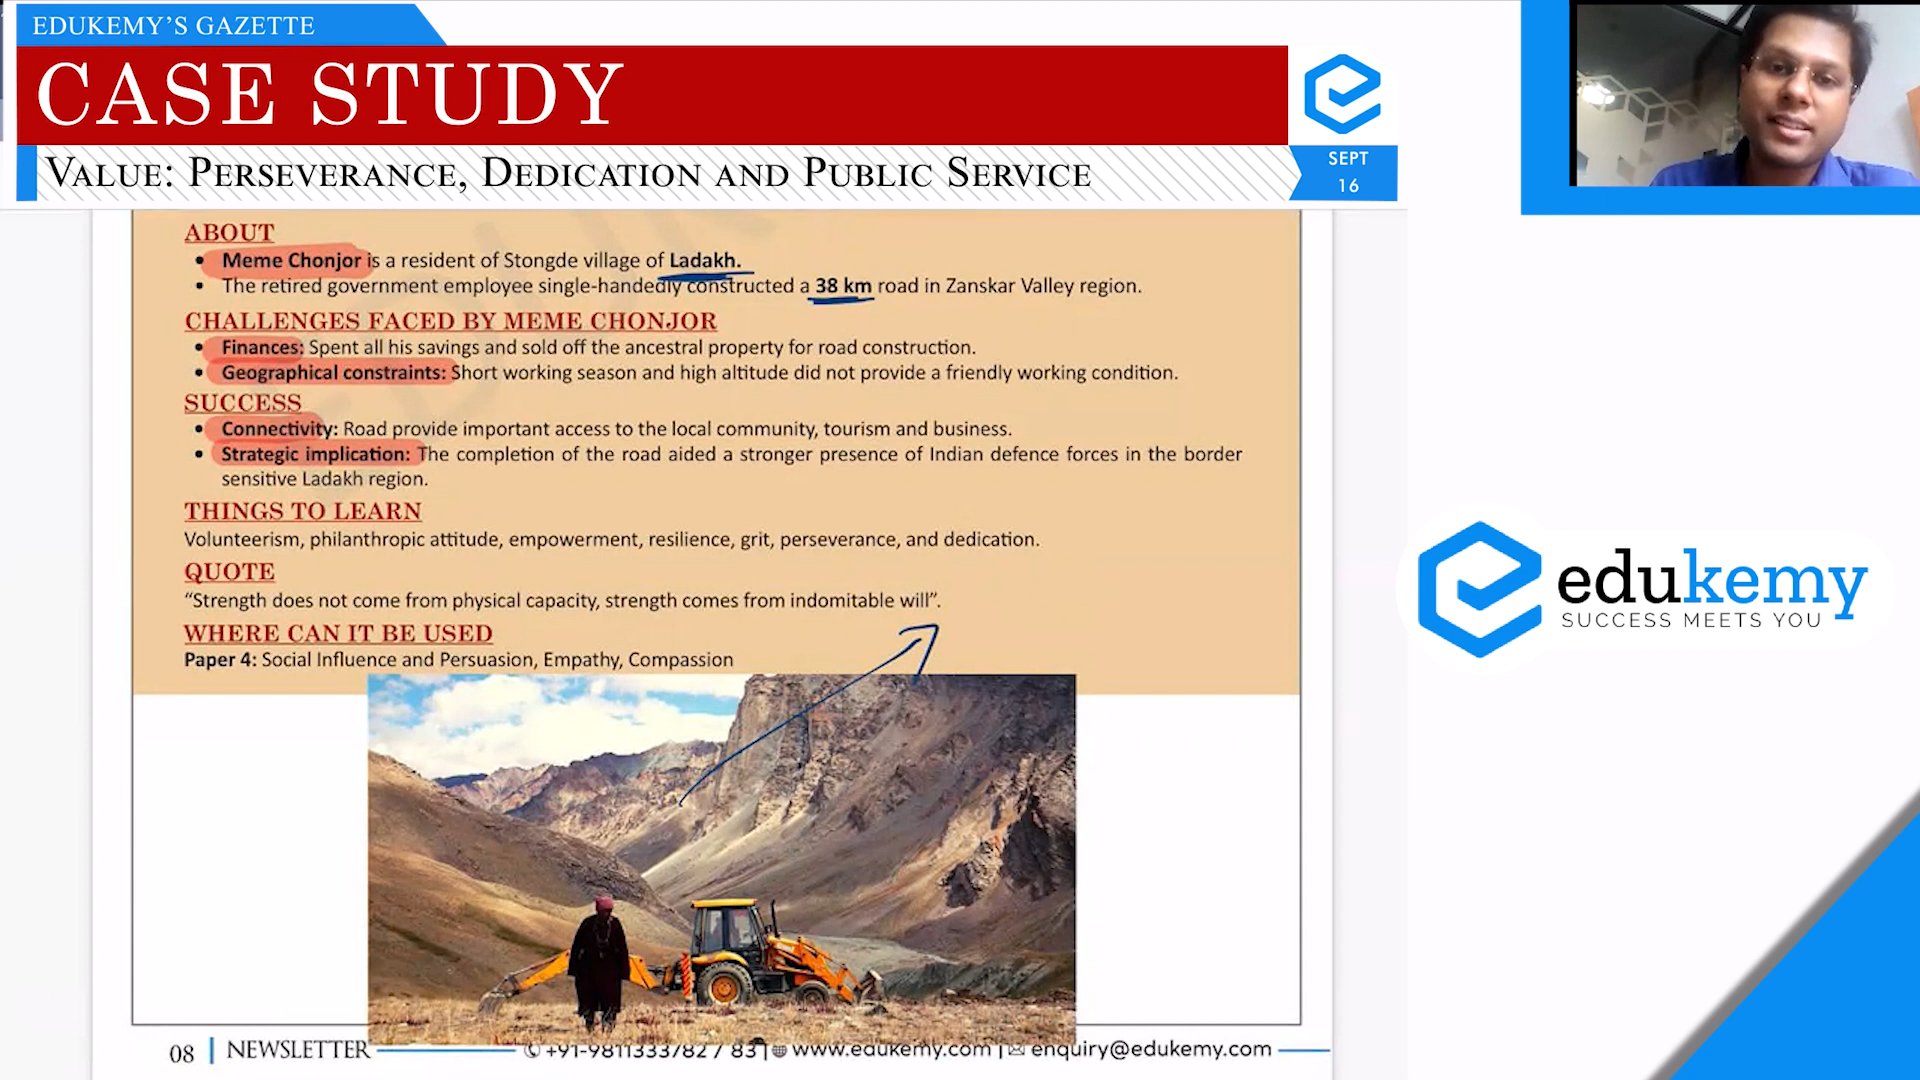 EDUKEMY'S GAZETTE
CASE STUDY
VALUE: PERSEVERANCE, DEDICATION AND PUBLIC SERVICE
SEPT
16
ABOUT
• Meme Chonjor is a resident of Stongde village of Ladakh.
• The retired government employee single-handedly constructed a 38 km road in Zanskar Valley region.
CHALLENGES FACED BY MEME CHONJOR
• Finances: Spent all his savings and sold off the ancestral property for road construction.
• Geographical constraints: Short working season and high altitude did not provide a friendly working condition.
SUCCESS
• Connectivity: Road provide important access to the local community, tourism and business.
• Strategic implication: The completion of the road aided a stronger presence of Indian defence forces in the border
sensitive Ladakh region.
THINGS TO LEARN
Volunteerism, philanthropic attitude, empowerment, resilience, grit, perseverance, and dedication.
QUOTE
“Strength does not come from physical capacity, strength comes from indomitable will”.
WHERE CAN IT BE USED
Paper 4: Social Influence and Persuasion, Empathy, Compassion
edukemy
SUCCESS MEETS YOU
08 | NEWSLETTER www.edukemy.com | enquiry@edukemy.com